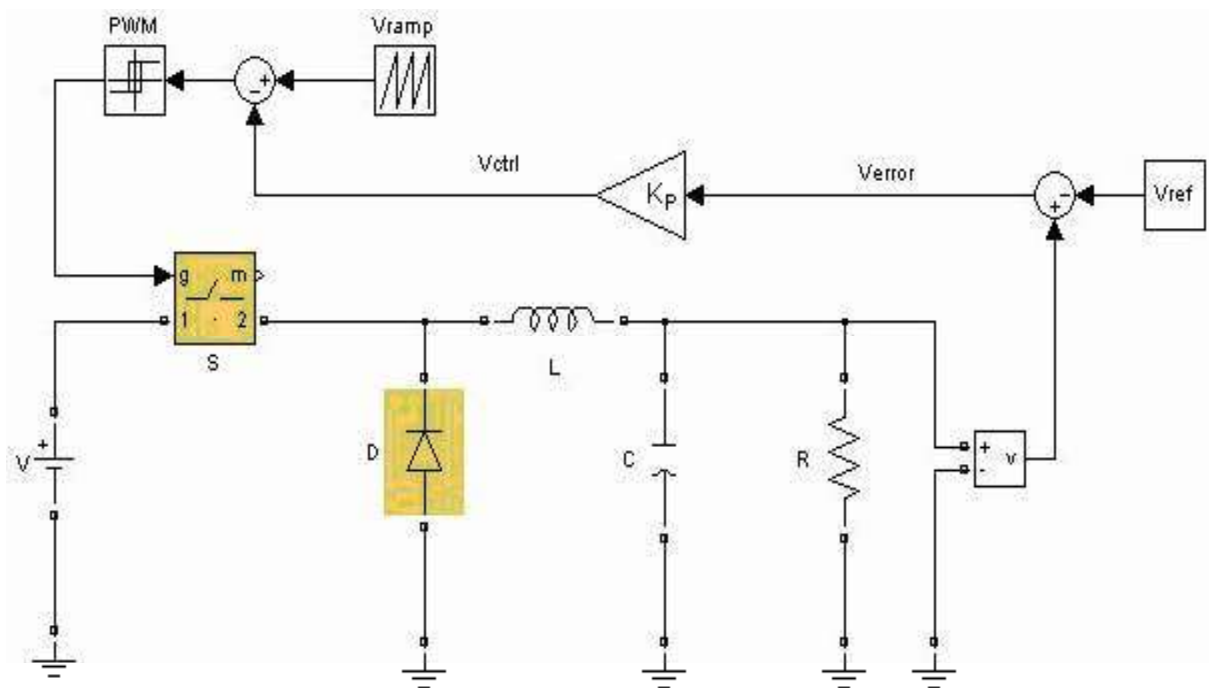 PWM
Vramp
+
-
Vctrl
KP
Verror
-
+
Vref
g m
1 2
S
L
+
V
D
C
R
+
-
v